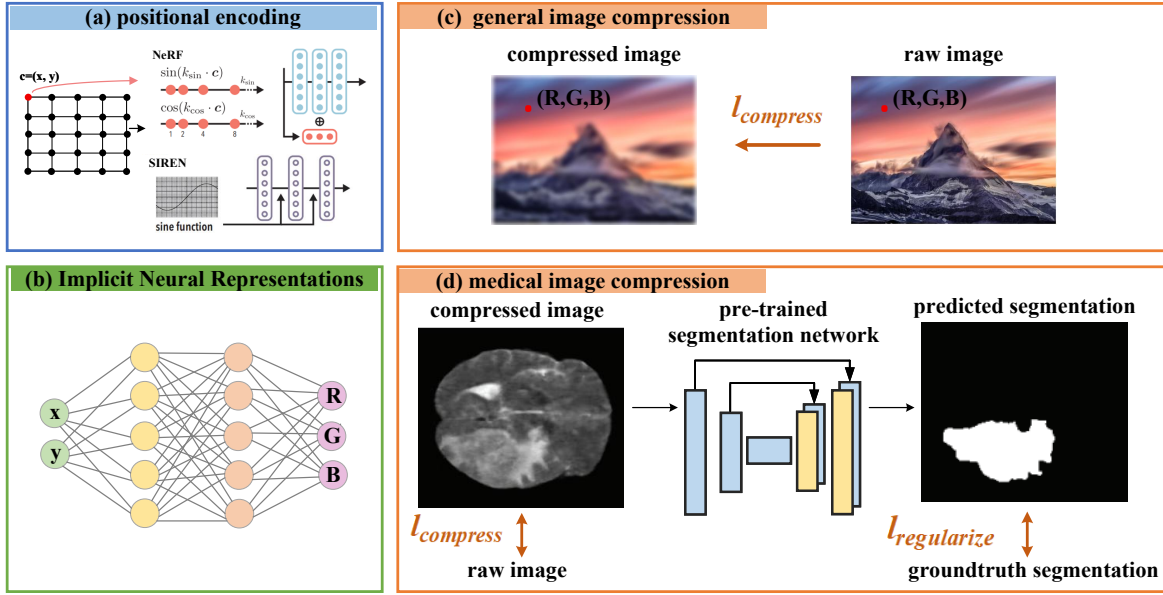 (a) positional encoding
c=(x, y)
NeRF
sin(k_sin · c)
k_sin
cos(k_cos · c)
k_cos
1 2 4 8
⊕
SIREN
sine function
(b) Implicit Neural Representations
x
y
R
G
B
(c) general image compression
compressed image
raw image
(R,G,B)
l_compress
(R,G,B)
(d) medical image compression
compressed image
pre-trained
segmentation network
predicted segmentation
l_compress
raw image
l_regularize
groundtruth segmentation